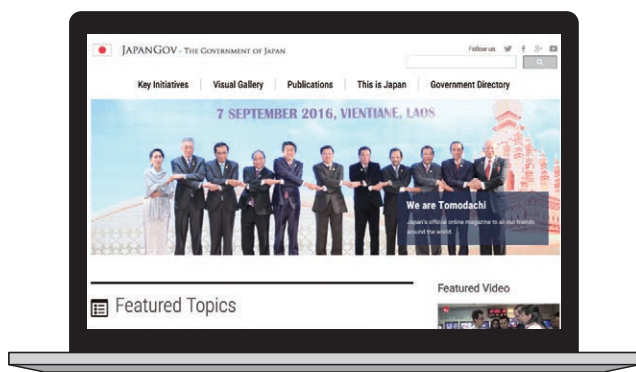 JAPANGOV - THE GOVERNMENT OF JAPAN
Follow us
Key Initiatives Visual Gallery Publications This is Japan Government Directory
7 SEPTEMBER 2016, VIENTIANE, LAOS
We are Tomodachi
Japan's official online magazine to all our friends
around the world
Featured Topics
Featured Video